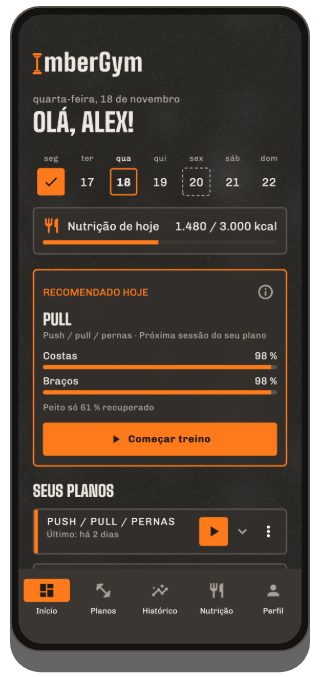 EmberGym
quarta-feira, 18 de novembro
OLÁ, ALEX!
seg ter qua qui sex sáb dom
17 18 19 20 21 22
Nutrição de hoje 1.480 / 3.000 kcal
RECOMENDADO HOJE
PULL
Push / pull / pernas · Próxima sessão do seu plano
Costas 98 %
Braços 98 %
Peito só 61 % recuperado
Começar treino
SEUS PLANOS
PUSH / PULL / PERNAS
Último: há 2 dias
Início Planos Histórico Nutrição Perfil